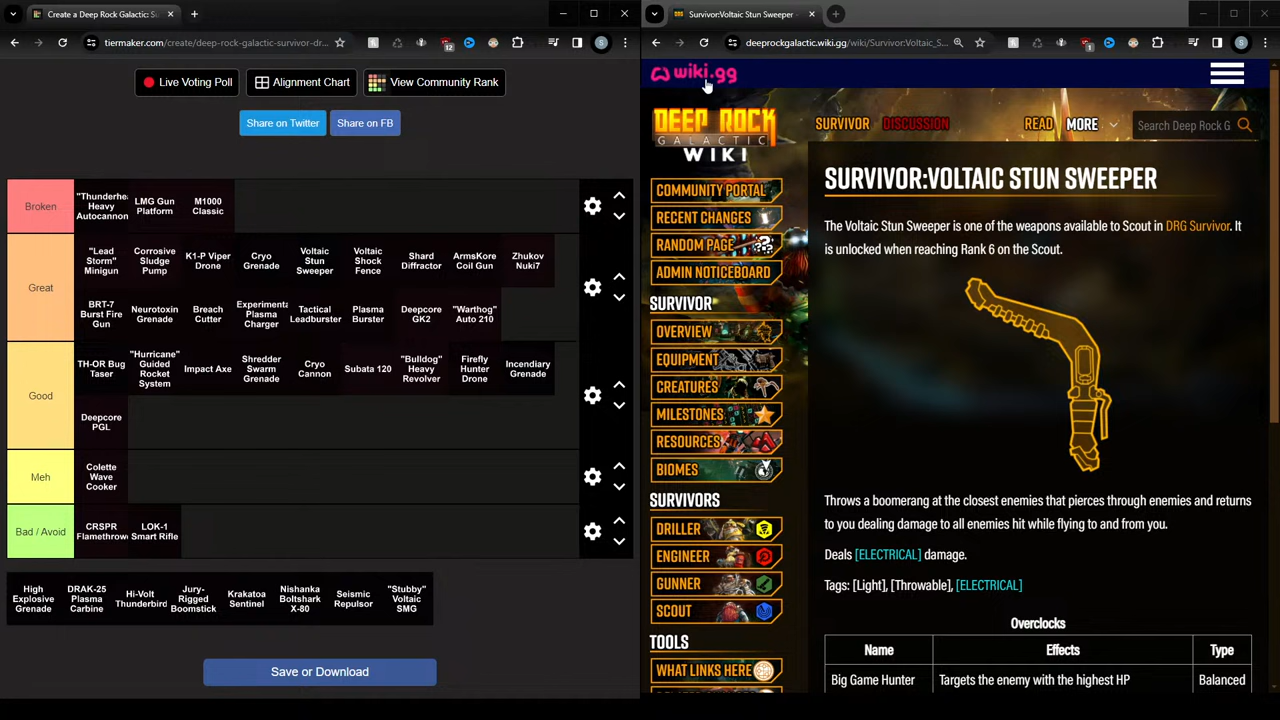 Create a Deep Rock Galactic: Su
Survivor:Voltaic Stun Sweeper -
tiermaker.com/create/deep-rock-galactic-survivor-dr...
12
S
deeprockgalactic.wiki.gg/wiki/Survivor:Voltaic_S...
1
S
Live Voting Poll
Alignment Chart
View Community Rank
Share on Twitter
Share on FB
Broken
"Thunderhe
Heavy
Autocannon
LMG Gun
Platform
M1000
Classic
Great
"Lead
Storm"
Minigun
Corrosive
Sludge
Pump
K1-P Viper
Drone
Cryo
Grenade
Voltaic
Stun
Sweeper
Voltaic
Shock
Fence
Shard
Diffractor
ArmsKore
Coil Gun
Zhukov
Nuki7
BRT-7
Burst Fire
Gun
Neurotoxin
Grenade
Breach
Cutter
Experimenta
Plasma
Charger
Tactical
Leadburster
Plasma
Burster
Deepcore
GK2
"Warthog"
Auto 210
Good
TH-OR Bug
Taser
"Hurricane"
Guided
Rocket
System
Impact Axe
Shredder
Swarm
Grenade
Cryo
Cannon
Subata 120
"Bulldog"
Heavy
Revolver
Firefly
Hunter
Drone
Incendiary
Grenade
Deepcore
PGL
Meh
Colette
Wave
Cooker
Bad / Avoid
CRSPR
Flamethrow
LOK-1
Smart Rifle
High
Explosive
Grenade
DRAK-25
Plasma
Carbine
Hi-Volt
Thunderbird
Jury-
Rigged
Boomstick
Krakatoa
Sentinel
Nishanka
Boltshark
X-80
Seismic
Repulsor
"Stubby"
Voltaic
SMG
Save or Download
wiki.gg
DEEP ROCK
GALACTIC
WIKI
SURVIVOR
DISCUSSION
READ
MORE
Search Deep Rock G
COMMUNITY PORTAL
RECENT CHANGES
RANDOM PAGE
ADMIN NOTICEBOARD
SURVIVOR
OVERVIEW
EQUIPMENT
CREATURES
MILESTONES
RESOURCES
BIOMES
SURVIVORS
DRILLER
ENGINEER
GUNNER
SCOUT
TOOLS
WHAT LINKS HERE
SURVIVOR:VOLTAIC STUN SWEEPER
The Voltaic Stun Sweeper is one of the weapons available to Scout in DRG Survivor. It
is unlocked when reaching Rank 6 on the Scout.
Throws a boomerang at the closest enemies that pierces through enemies and returns
to you dealing damage to all enemies hit while flying to and from you.
Deals [ELECTRICAL] damage.
Tags: [Light], [Throwable], [ELECTRICAL]
Overclocks
Name Effects Type
Big Game Hunter Targets the enemy with the highest HP Balanced